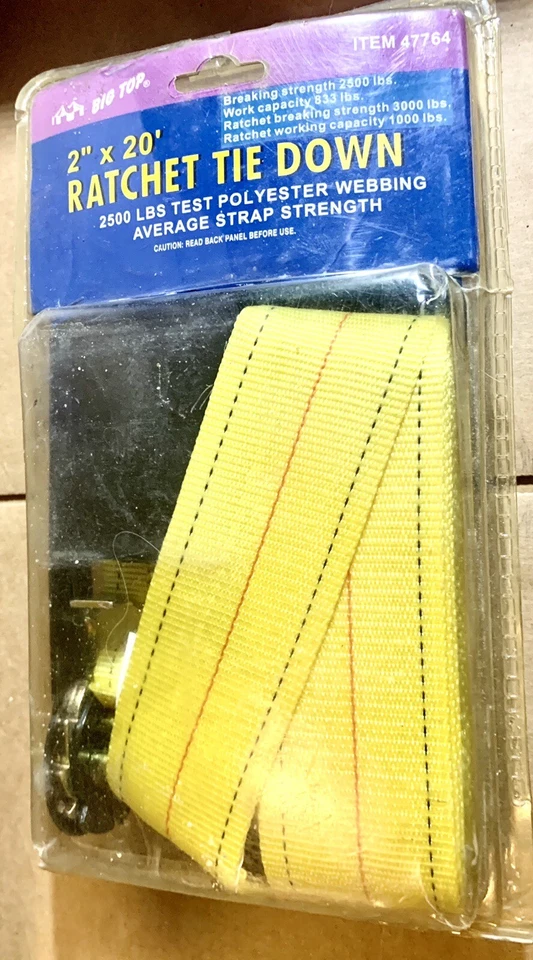 ITEM 47764
BIG TOP®
Breaking strength 2500 lbs.
Work capacity 833 lbs.
Ratchet breaking strength 3000 lbs.
Ratchet working capacity 1000 lbs.
2" x 20'
RATCHET TIE DOWN
2500 LBS TEST POLYESTER WEBBING
AVERAGE STRAP STRENGTH
CAUTION: READ BACK PANEL BEFORE USE.